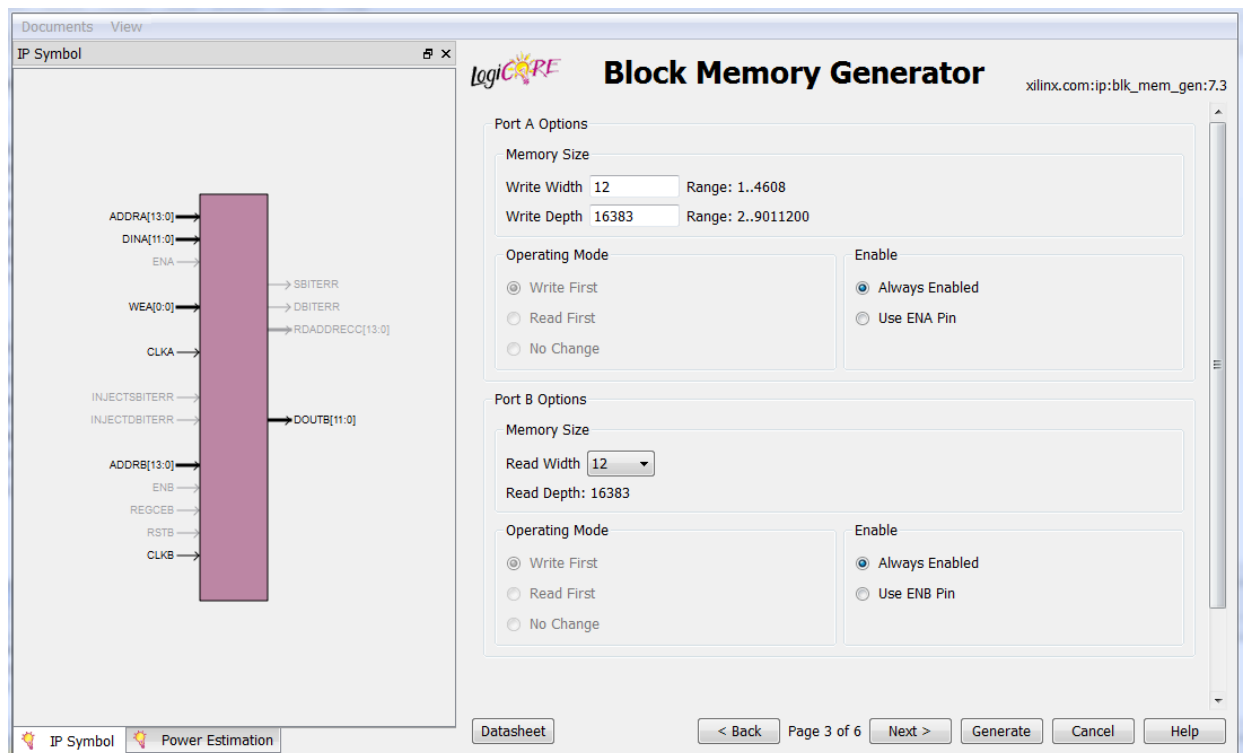 Documents View
IP Symbol
ADDRA[13:0]
DINA[11:0]
ENA
SBITERR
WEA[0:0]
DBITERR
RDADDRECC[13:0]
CLKA
INJECTSBITERR
INJECTDBITERR
DOUTB[11:0]
ADDRB[13:0]
ENB
REGCEB
RSTB
CLKB
IP Symbol Power Estimation
LogiCORE
Block Memory Generator
xilinx.com:ip:blk_mem_gen:7.3
Port A Options
Memory Size
Write Width 12 Range: 1..4608
Write Depth 16383 Range: 2..9011200
Operating Mode Enable
Write First Always Enabled
Read First Use ENA Pin
No Change
Port B Options
Memory Size
Read Width 12
Read Depth: 16383
Operating Mode Enable
Write First Always Enabled
Read First Use ENB Pin
No Change
Datasheet < Back Page 3 of 6 Next > Generate Cancel Help